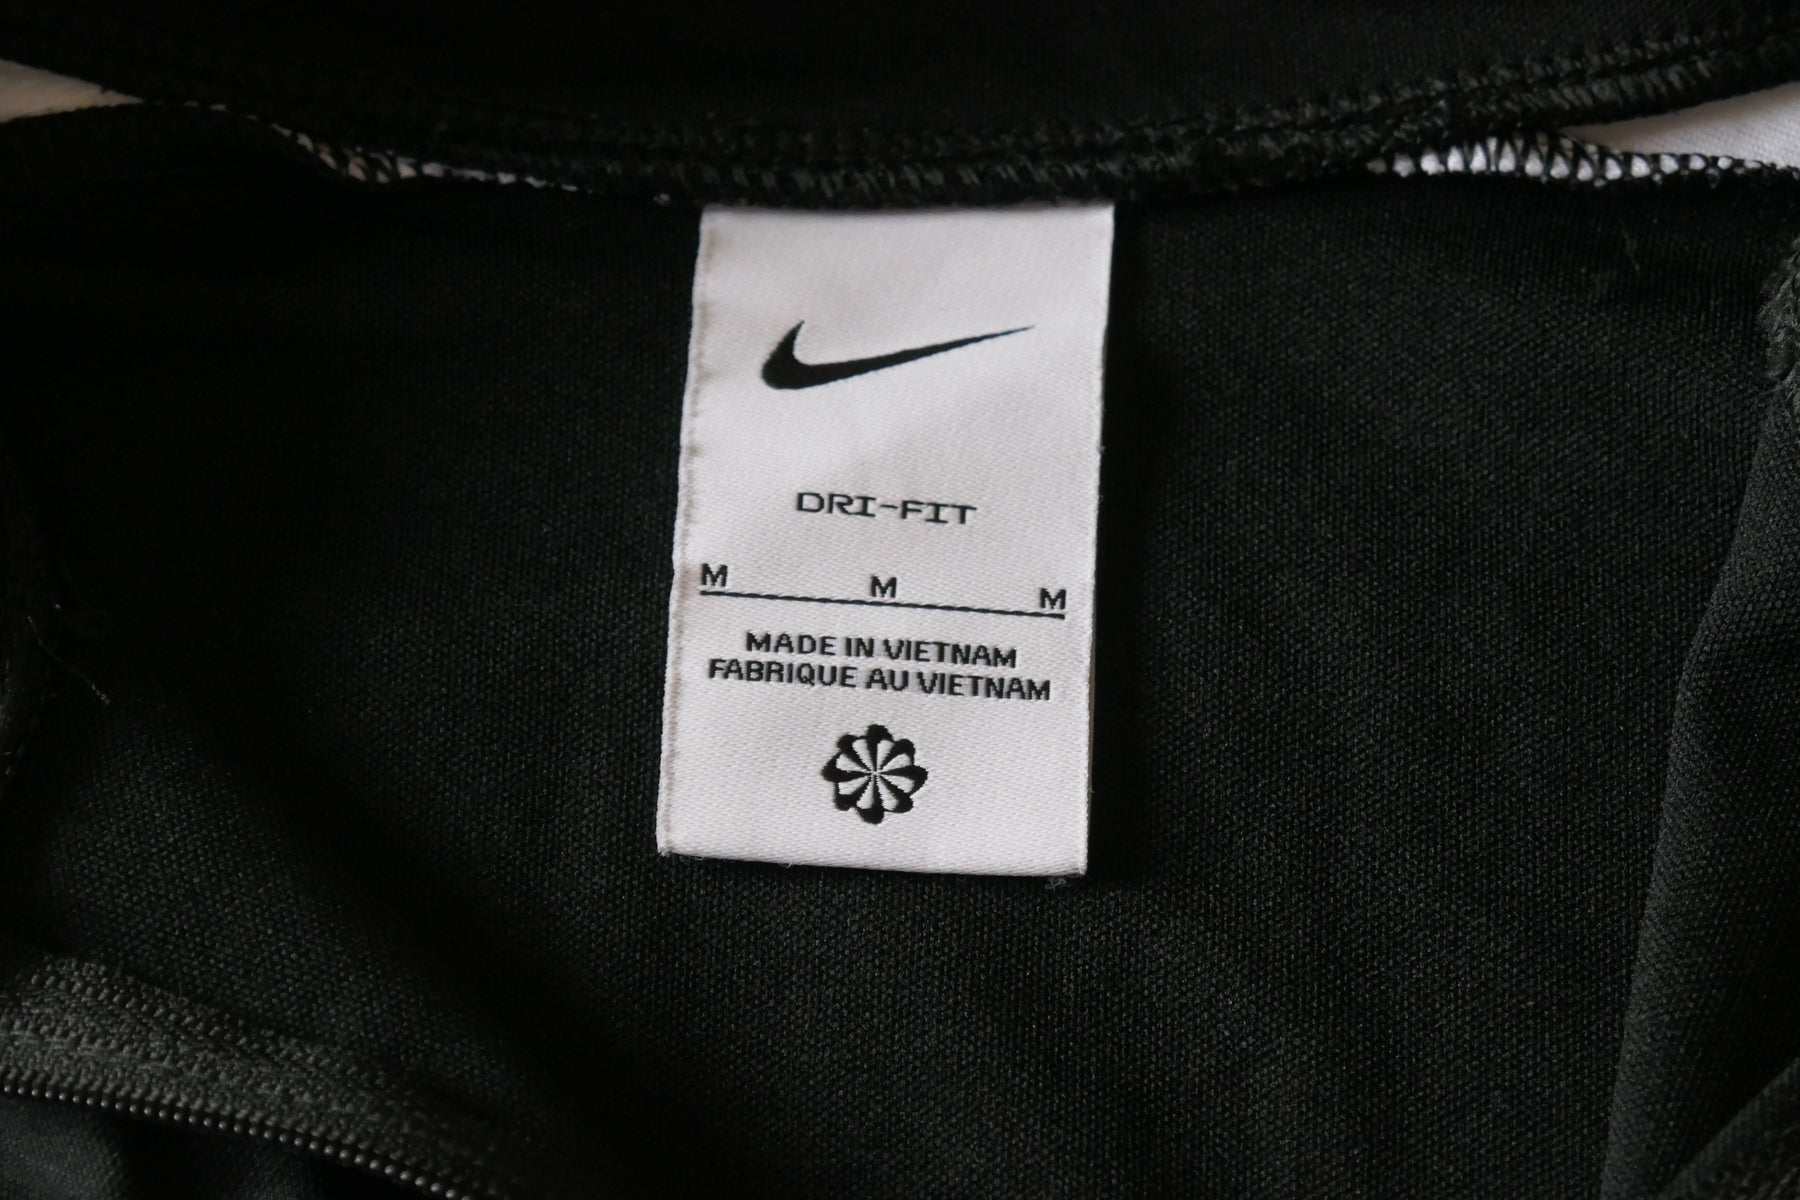 DRI-FIT
M M M
MADE IN VIETNAM
FABRIQUE AU VIETNAM